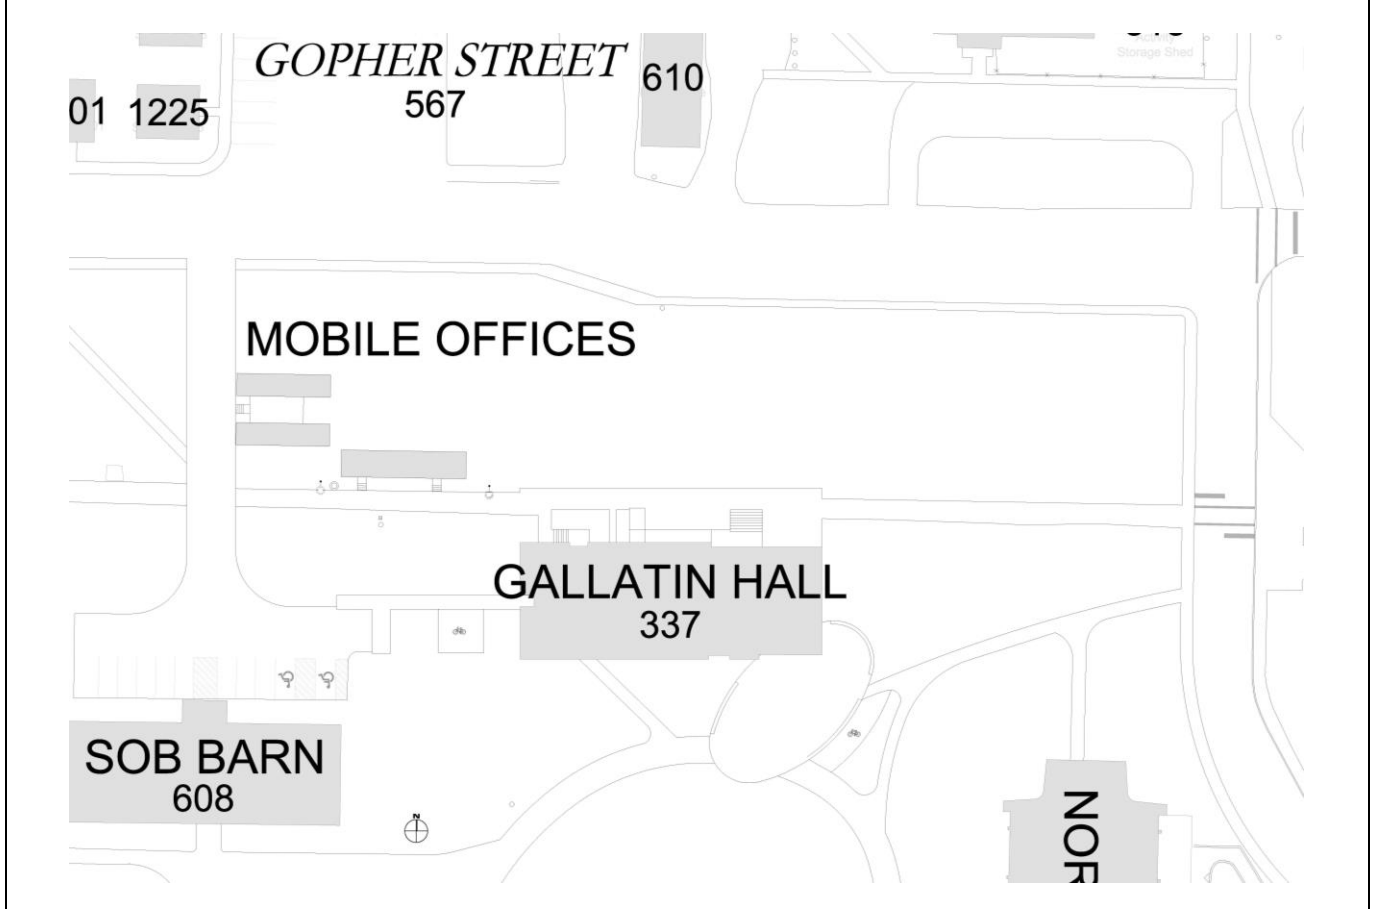 GOPHER STREET
567
610
Storage Shed
01
1225
MOBILE OFFICES
GALLATIN HALL
337
SOB BARN
608
N
NOR